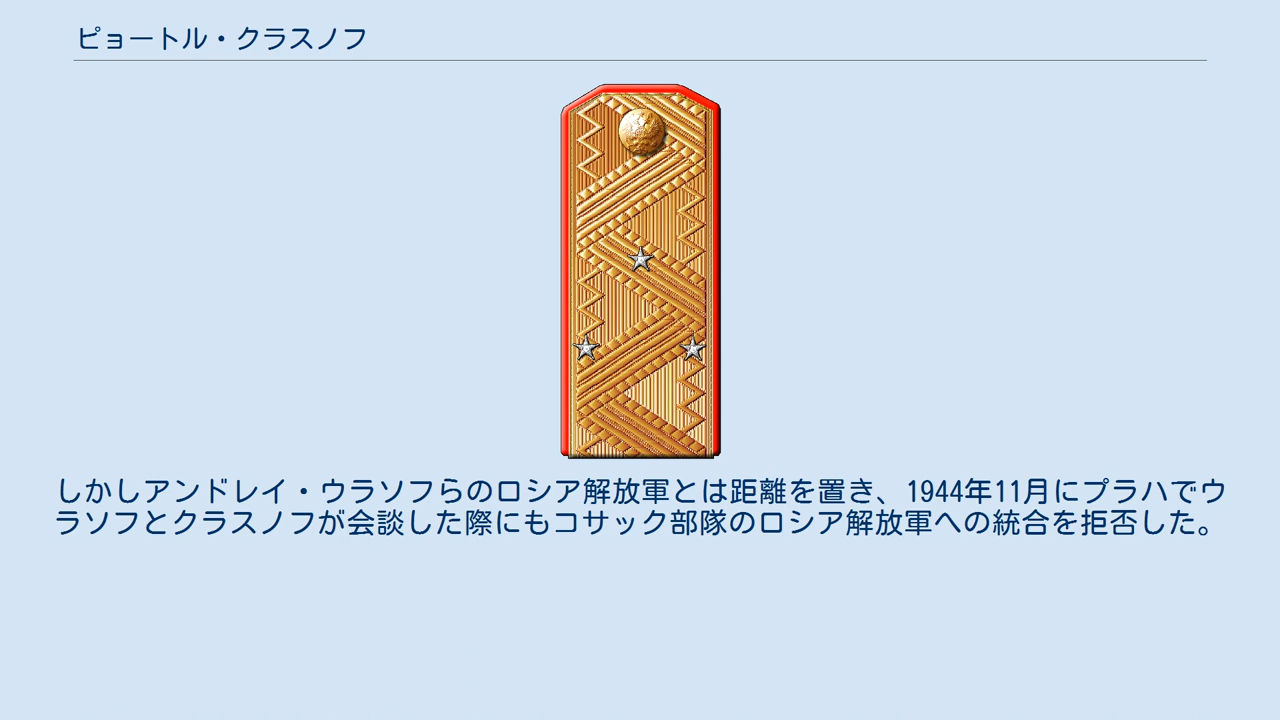 ピョートル・クラスノフ
しかしアンドレイ・ウラソフらのロシア解放軍とは距離を置き、1944年11月にプラハでウ
ラソフとクラスノフが会談した際にもコサック部隊のロシア解放軍への統合を拒否した。